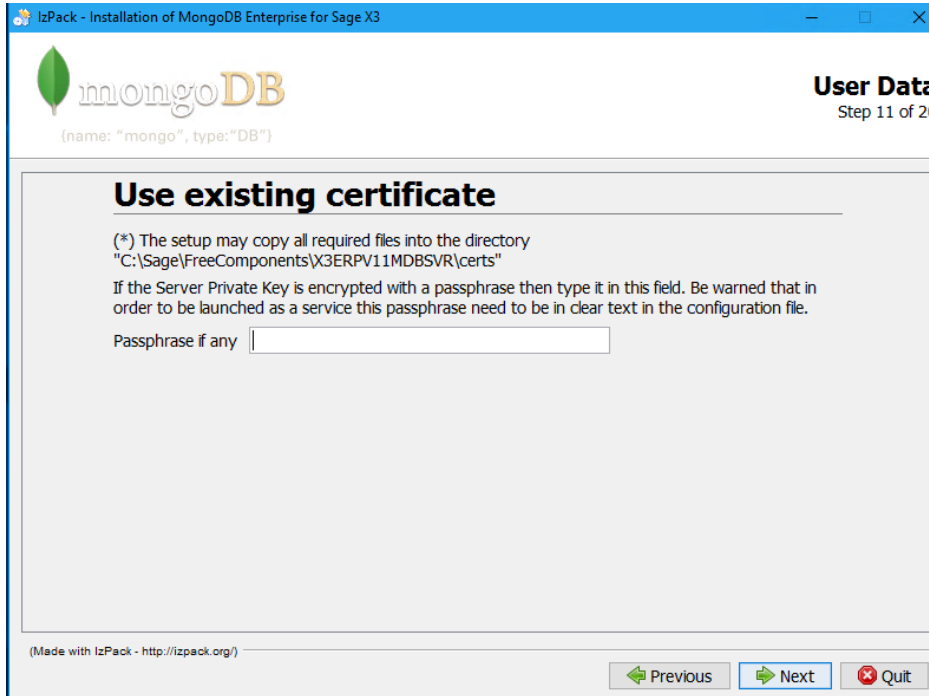 IzPack - Installation of MongoDB Enterprise for Sage X3
mongoDB
{name: “mongo”, type:“DB”}
User Data
Step 11 of 20
Use existing certificate
(*) The setup may copy all required files into the directory
"C:\Sage\FreeComponents\X3ERPV11MDBSVR\certs"
If the Server Private Key is encrypted with a passphrase then type it in this field. Be warned that in
order to be launched as a service this passphrase need to be in clear text in the configuration file.
Passphrase if any
(Made with IzPack - http://izpack.org/)
Previous
Next
Quit